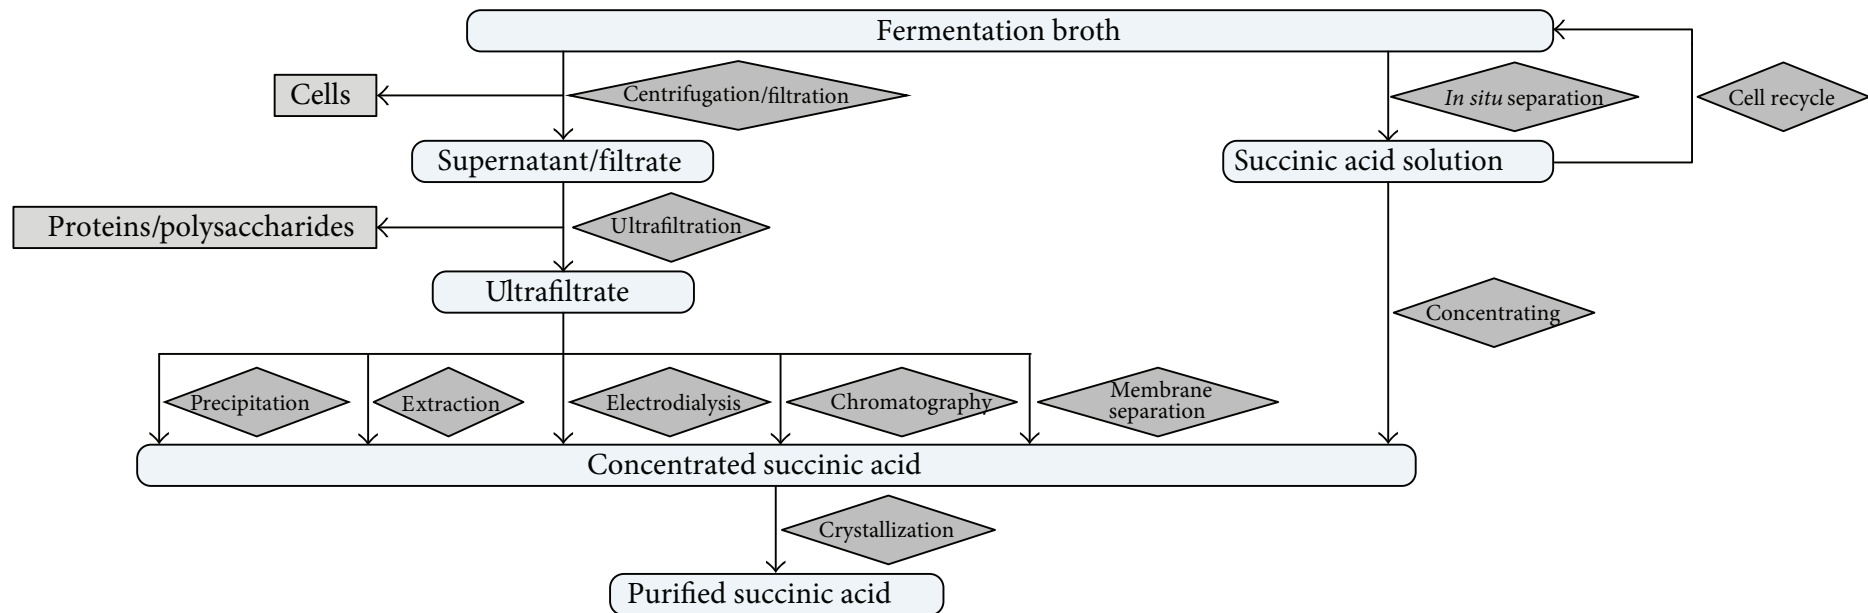 Fermentation broth
Cells
Centrifugation/filtration
In situ separation
Cell recycle
Supernatant/filtrate
Succinic acid solution
Proteins/polysaccharides
Ultrafiltration
Ultrafiltrate
Concentrating
Precipitation
Extraction
Electrodialysis
Chromatography
Membrane
separation
Concentrated succinic acid
Crystallization
Purified succinic acid